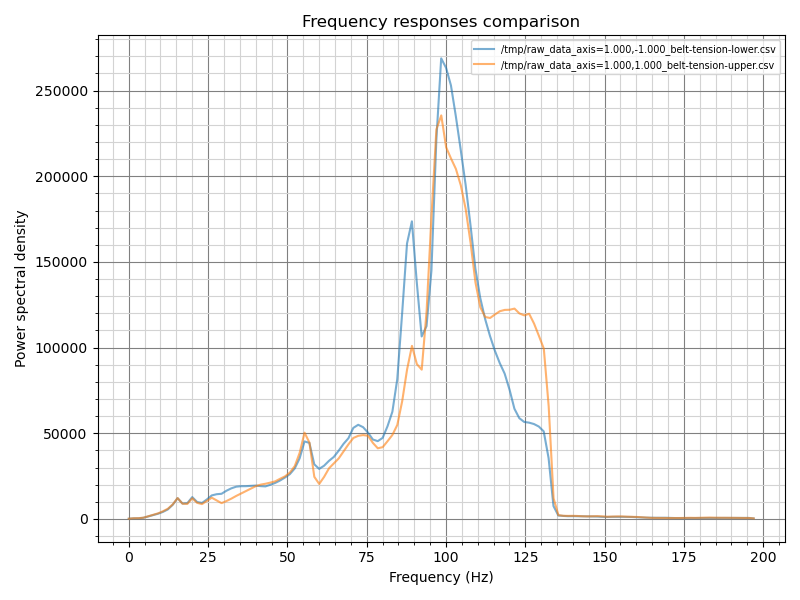 Frequency responses comparison
/tmp/raw_data_axis=1.000,-1.000_belt-tension-lower.csv
/tmp/raw_data_axis=1.000,1.000_belt-tension-upper.csv
Power spectral density
250000
200000
150000
100000
50000
0
0 25 50 75 100 125 150 175 200
Frequency (Hz)